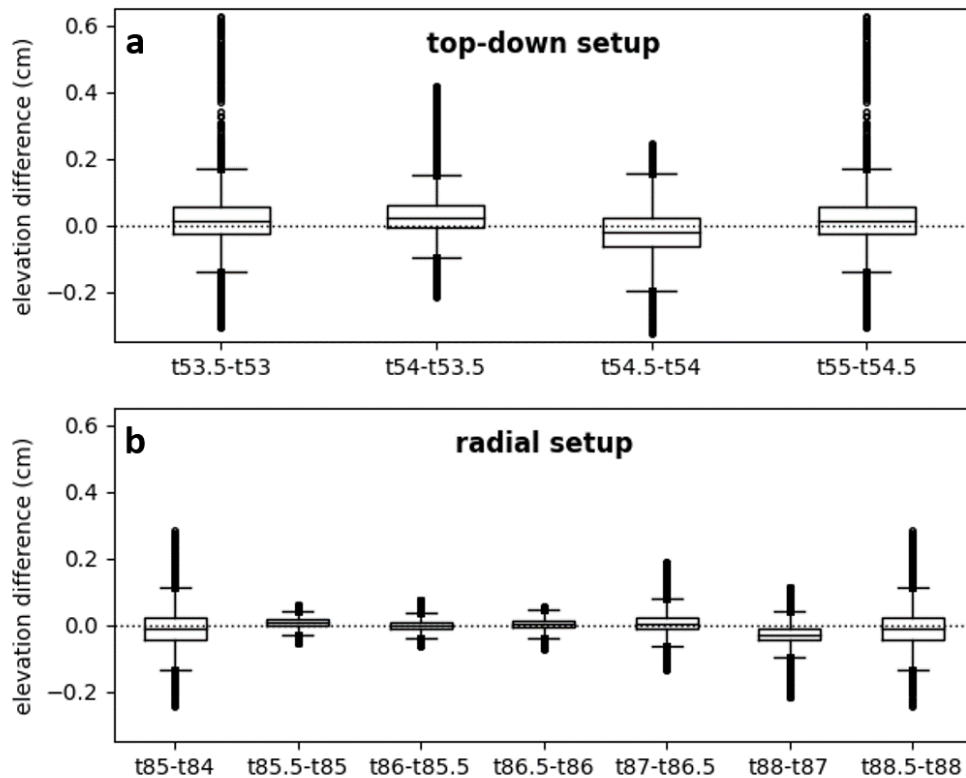 a
top-down setup
elevation difference (cm)
0.6
0.4
0.2
0.0
−0.2
t53.5-t53 t54-t53.5 t54.5-t54 t55-t54.5
b
radial setup
elevation difference (cm)
0.6
0.4
0.2
0.0
−0.2
t85-t84 t85.5-t85 t86-t85.5 t86.5-t86 t87-t86.5 t88-t87 t88.5-t88